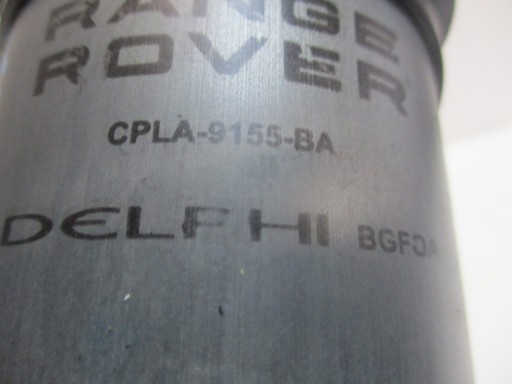 RANGE
ROVER
CPLA-9155-BA
DELPHI